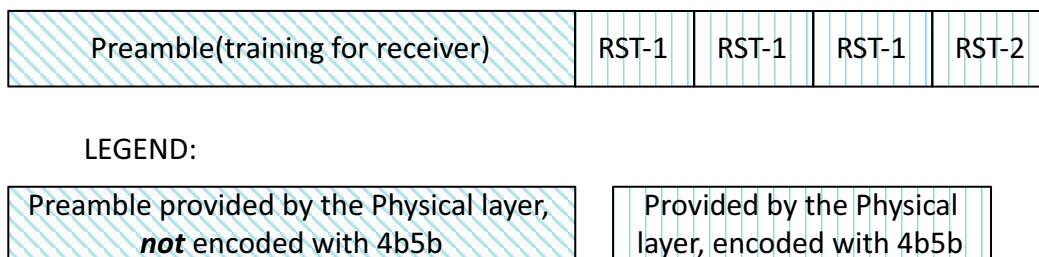 Preamble(training for receiver) RST-1 RST-1 RST-1 RST-2
LEGEND:
Preamble provided by the Physical layer,
not encoded with 4b5b
Provided by the Physical
layer, encoded with 4b5b